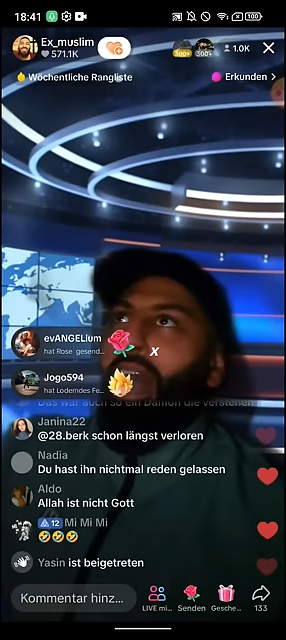 18:41
100
Ex_muslim
571.1K
500+
300+
1.0K
Wöchentliche Rangliste
Erkunden >
evANGELIum
hat Rose gesend...
x
Jogo594
hat Loderndes Fe...
Das war auch so ein Dämon die verstehen
Janina22
@28.berk schon längst verloren
Nadia
Du hast ihn nichtmal reden gelassen
Aldo
Allah ist nicht Gott
12 Mi Mi Mi
Yasin ist beigetreten
Kommentar hinz...
LIVE mi...
Senden
Gesche...
133